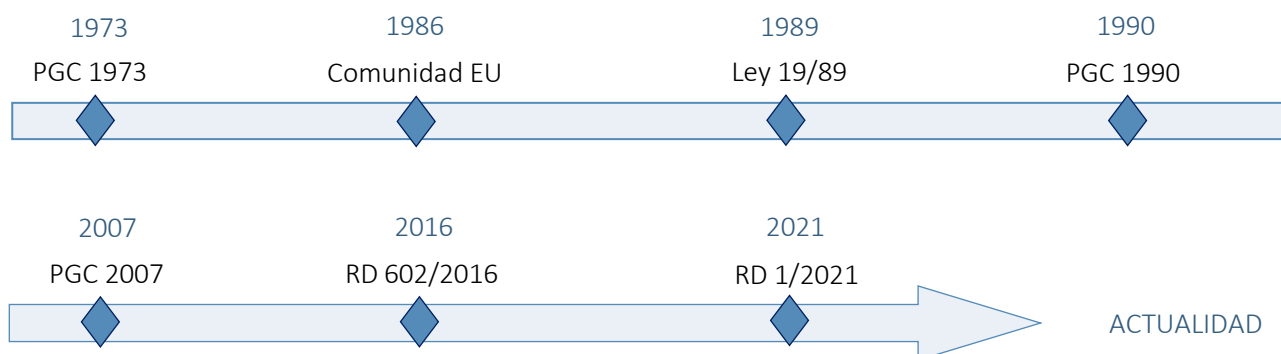 1973 1986 1989 1990
PGC 1973 Comunidad EU Ley 19/89 PGC 1990
2007 2016 2021
PGC 2007 RD 602/2016 RD 1/2021
ACTUALIDAD